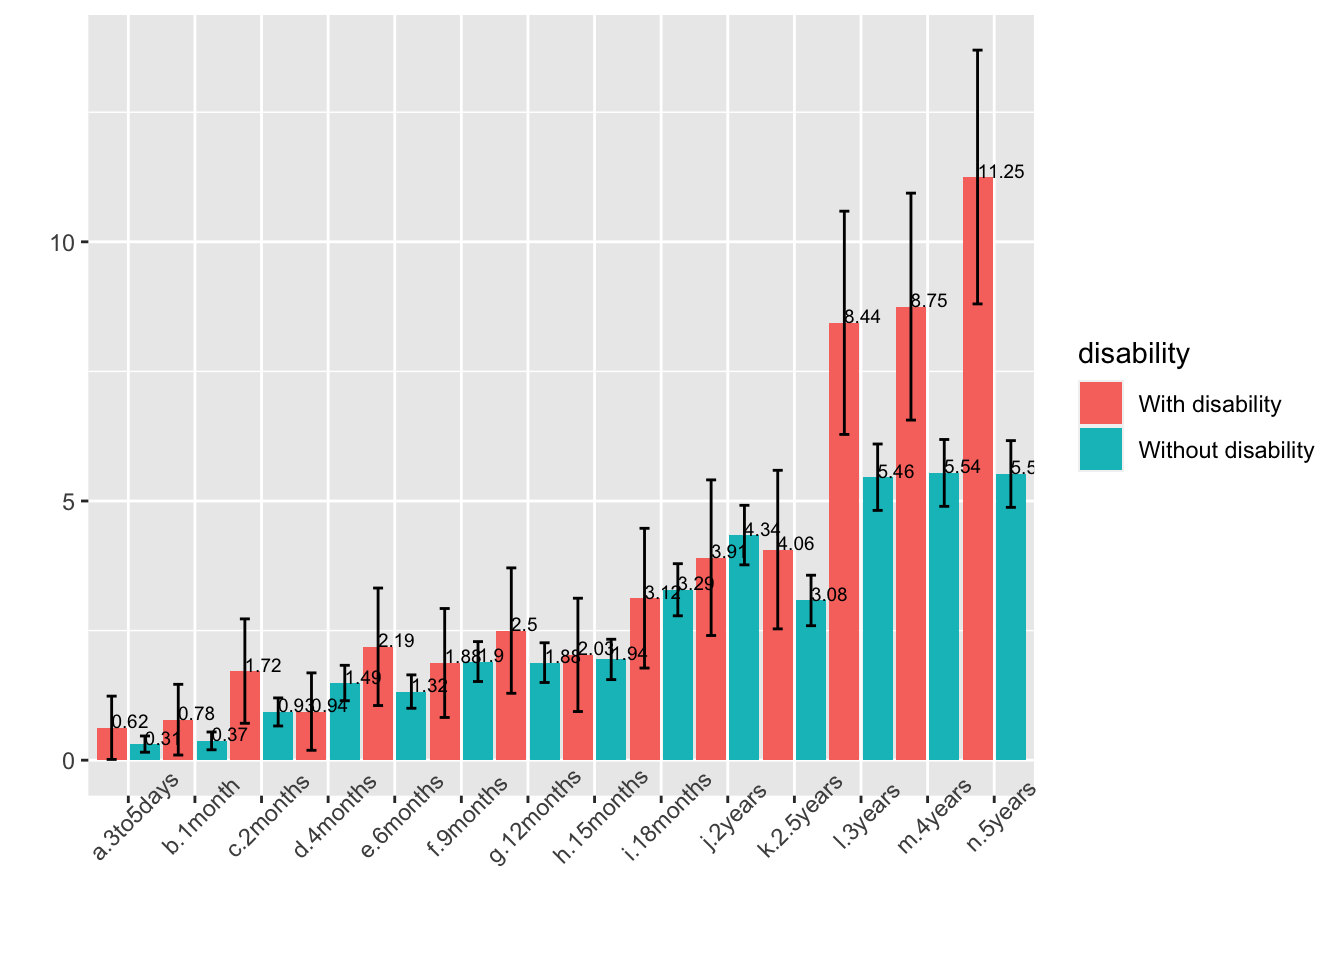 11.25
10
8.75
8.44
disability
With disability
Without disability
5.46
5.54
5.5
5
4.34
3.91
4.06
3.12
3.29
3.08
2.5
2.19
1.88
1.9
1.88
2.03
1.94
1.72
1.49
1.32
0.93
0.94
0.78
0.62
0.31
0.37
0
a.3to5days
b.1month
c.2months
d.4months
e.6months
f.9months
g.12months
h.15months
i.18months
j.2years
k.2.5years
l.3years
m.4years
n.5years